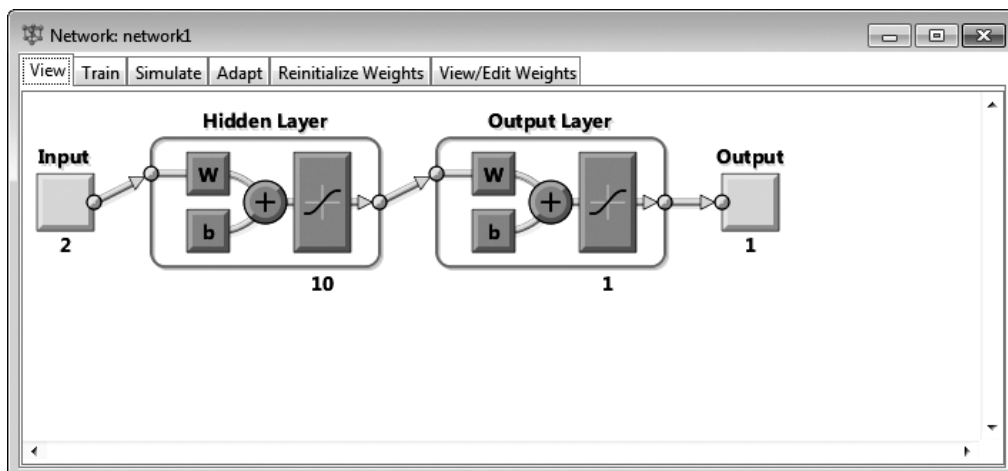 Network: network1
View Train Simulate Adapt Reinitialize Weights View/Edit Weights
Hidden Layer Output Layer
Input Output
W W
+ +
b b
2 1
10 1